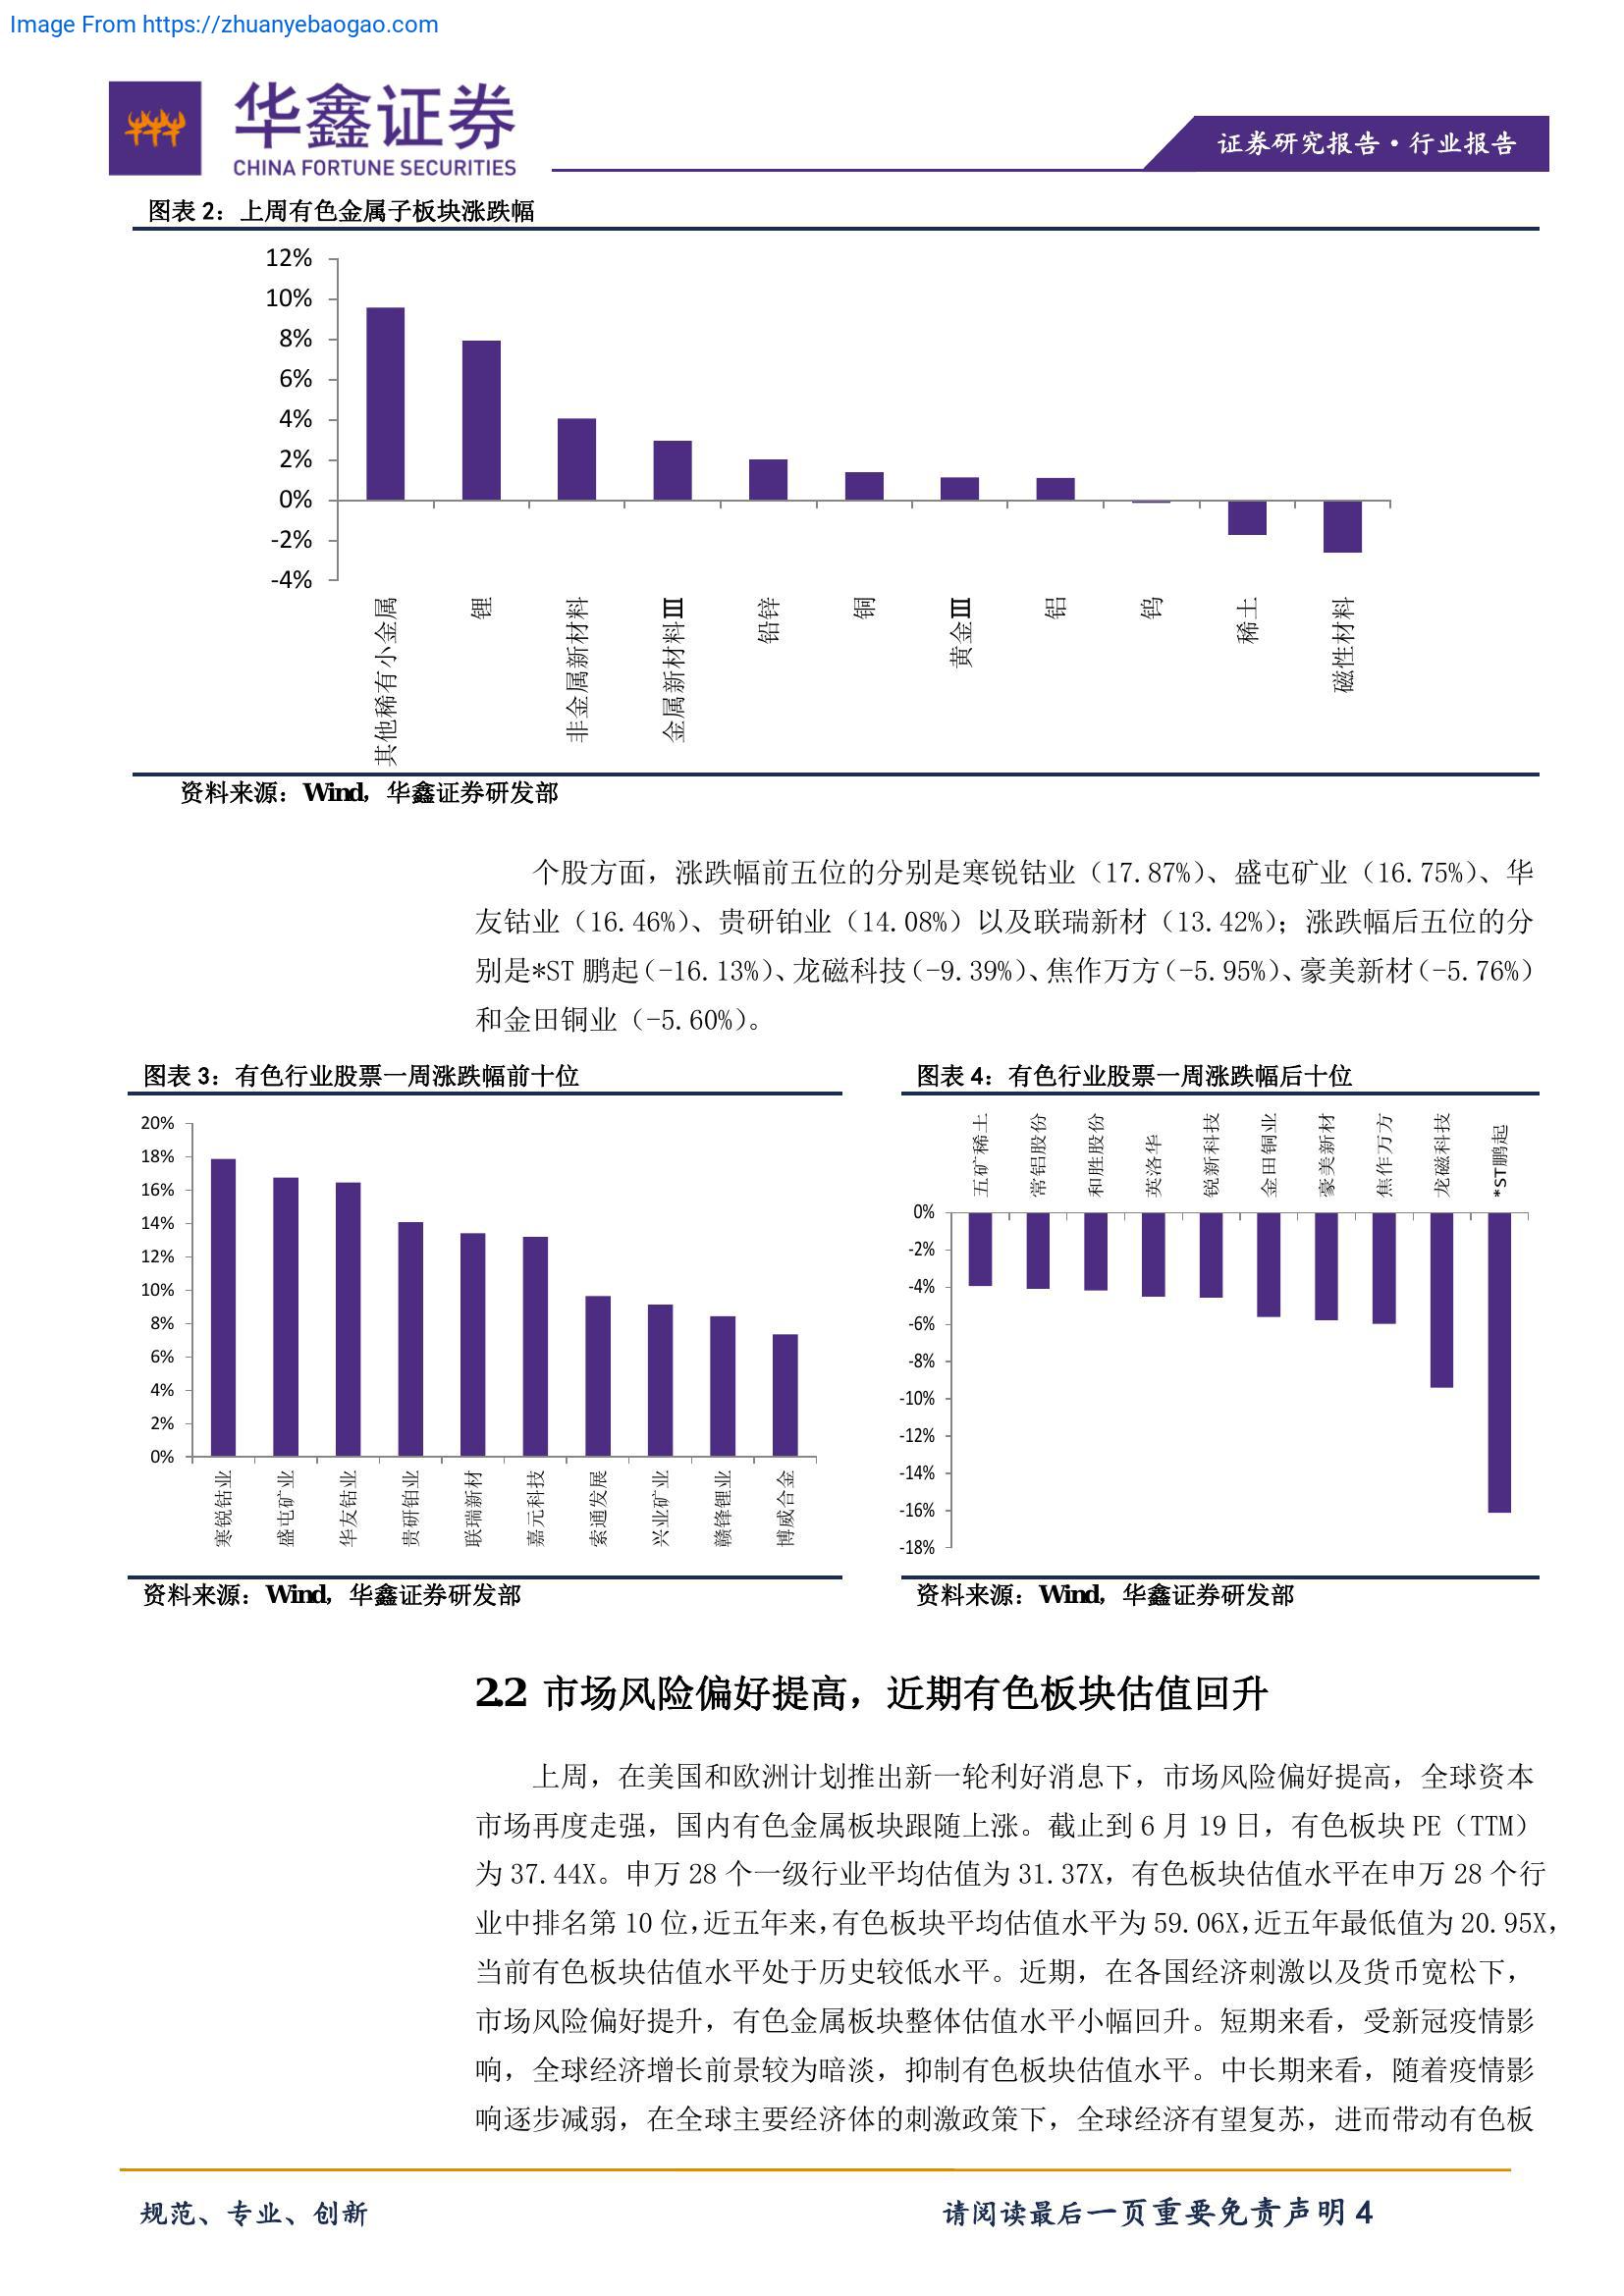 Image From https://zhuanyebaogao.com
华鑫证券
CHINA FORTUNE SECURITIES
证券研究报告·行业报告
图表 2：上周有色金属子板块涨跌幅
12%
10%
8%
6%
4%
2%
0%
-2%
-4%
其他稀有小金属
锂
非金属新材料
金属新材料Ⅲ
铅锌
铜
黄金Ⅲ
铝
钨
稀土
磁性材料
资料来源：Wind，华鑫证券研发部
个股方面，涨跌幅前五位的分别是寒锐钴业（17.87%）、盛屯矿业（16.75%）、华
友钴业（16.46%）、贵研铂业（14.08%）以及联瑞新材（13.42%）；涨跌幅后五位的分
别是*ST 鹏起（-16.13%）、龙磁科技（-9.39%）、焦作万方（-5.95%）、豪美新材（-5.76%）
和金田铜业（-5.60%）。
图表 3：有色行业股票一周涨跌幅前十位
20%
18%
16%
14%
12%
10%
8%
6%
4%
2%
0%
寒锐钴业
盛屯矿业
华友钴业
贵研铂业
联瑞新材
嘉元科技
索通发展
兴业矿业
赣锋锂业
博威合金
资料来源：Wind，华鑫证券研发部
图表 4：有色行业股票一周涨跌幅后十位
五矿稀土
常铝股份
和胜股份
英洛华
锐新科技
金田铜业
豪美新材
焦作万方
龙磁科技
*ST鹏起
0%
-2%
-4%
-6%
-8%
-10%
-12%
-14%
-16%
-18%
资料来源：Wind，华鑫证券研发部
2.2 市场风险偏好提高，近期有色板块估值回升
上周，在美国和欧洲计划推出新一轮利好消息下，市场风险偏好提高，全球资本
市场再度走强，国内有色金属板块跟随上涨。截止到 6 月 19 日，有色板块 PE（TTM）
为 37.44X。申万 28 个一级行业平均估值为 31.37X，有色板块估值水平在申万 28 个行
业中排名第 10 位，近五年来，有色板块平均估值水平为 59.06X，近五年最低值为 20.95X，
当前有色板块估值水平处于历史较低水平。近期，在各国经济刺激以及货币宽松下，
市场风险偏好提升，有色金属板块整体估值水平小幅回升。短期来看，受新冠疫情影
响，全球经济增长前景较为暗淡，抑制有色板块估值水平。中长期来看，随着疫情影
响逐步减弱，在全球主要经济体的刺激政策下，全球经济有望复苏，进而带动有色板
规范、专业、创新
请阅读最后一页重要免责声明 4